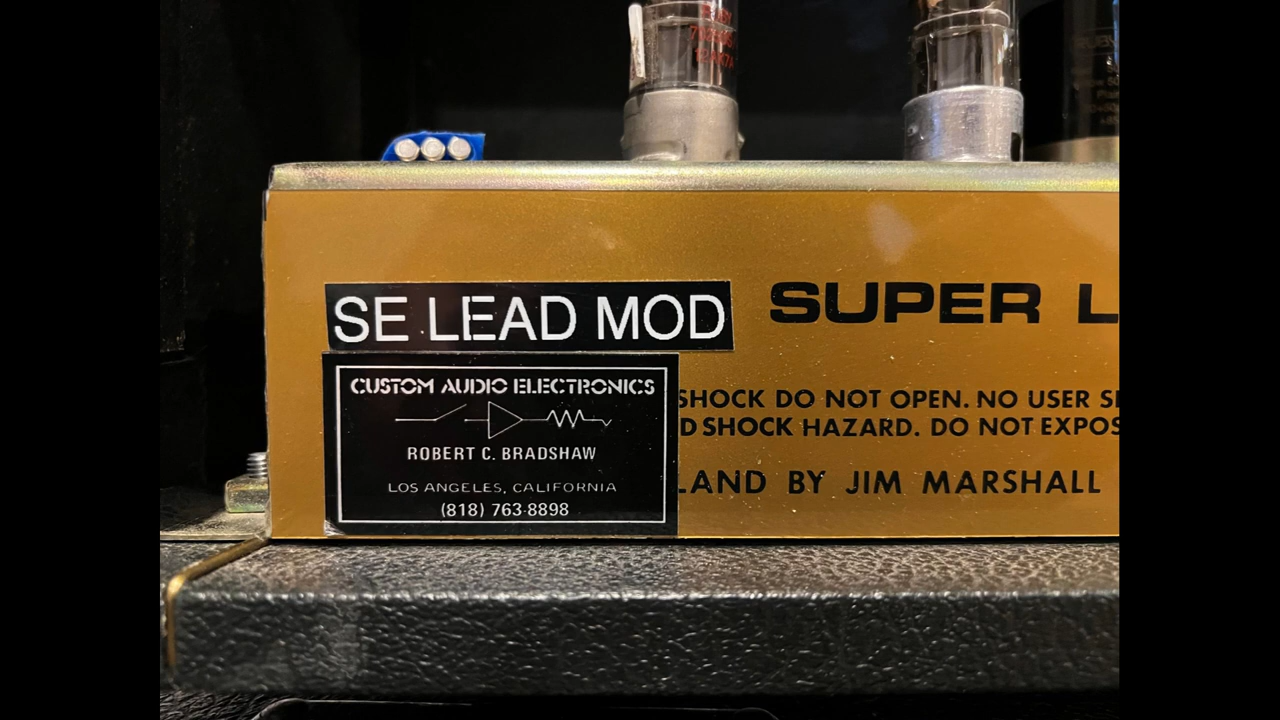 SE LEAD MOD
SUPER L
CUSTOM AUDIO ELECTRONICS
ROBERT C. BRADSHAW
LOS ANGELES, CALIFORNIA
(818) 763-8898
SHOCK DO NOT OPEN. NO USER
D SHOCK HAZARD. DO NOT EXPOS
LAND BY JIM MARSHALL